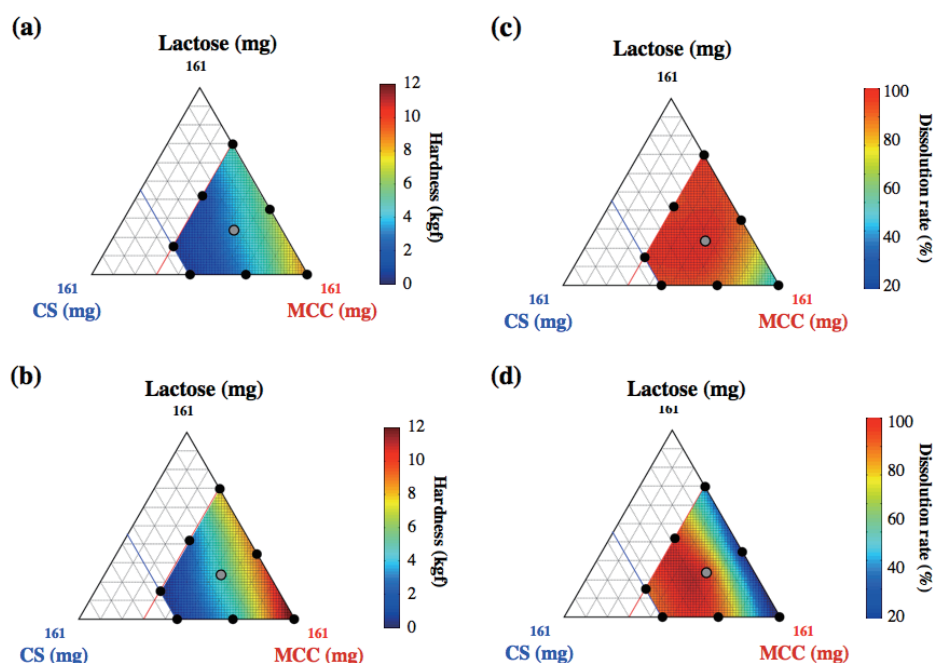 (a)
Lactose (mg)
161
12
10
8
6
4
2
0
Hardness (kgf)
161
CS (mg)
161
MCC (mg)
(c)
Lactose (mg)
161
100
80
60
40
20
Dissolution rate (%)
161
CS (mg)
161
MCC (mg)
(b)
Lactose (mg)
161
12
10
8
6
4
2
0
Hardness (kgf)
161
CS (mg)
161
MCC (mg)
(d)
Lactose (mg)
161
100
80
60
40
20
Dissolution rate (%)
161
CS (mg)
161
MCC (mg)